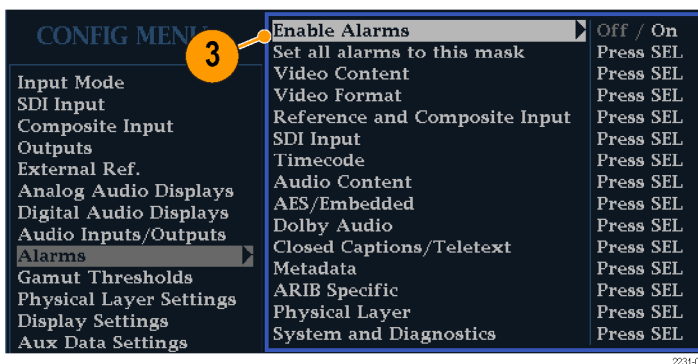 CONFIG MENU
3
Input Mode
SDI Input
Composite Input
Outputs
External Ref.
Analog Audio Displays
Digital Audio Displays
Audio Inputs/Outputs
Alarms
Gamut Thresholds
Physical Layer Settings
Display Settings
Aux Data Settings
Enable Alarms Off / On
Set all alarms to this mask Press SEL
Video Content Press SEL
Video Format Press SEL
Reference and Composite Input Press SEL
SDI Input Press SEL
Timecode Press SEL
Audio Content Press SEL
AES/Embedded Press SEL
Dolby Audio Press SEL
Closed Captions/Teletext Press SEL
Metadata Press SEL
ARIB Specific Press SEL
Physical Layer Press SEL
System and Diagnostics Press SEL